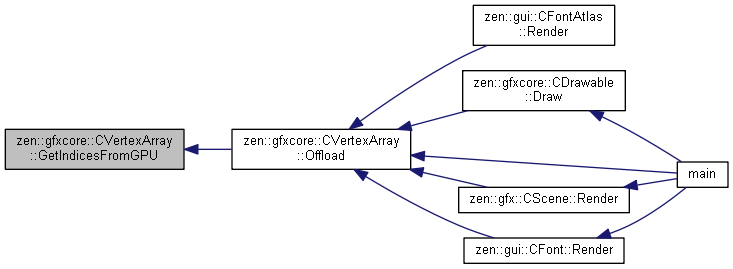 zen::gfxcore::CVertexArray
::GetIndicesFromGPU
zen::gfxcore::CVertexArray
::Offload
zen::gui::CFontAtlas
::Render
zen::gfxcore::CDrawable
::Draw
zen::gfx::CScene::Render
zen::gui::CFont::Render
main